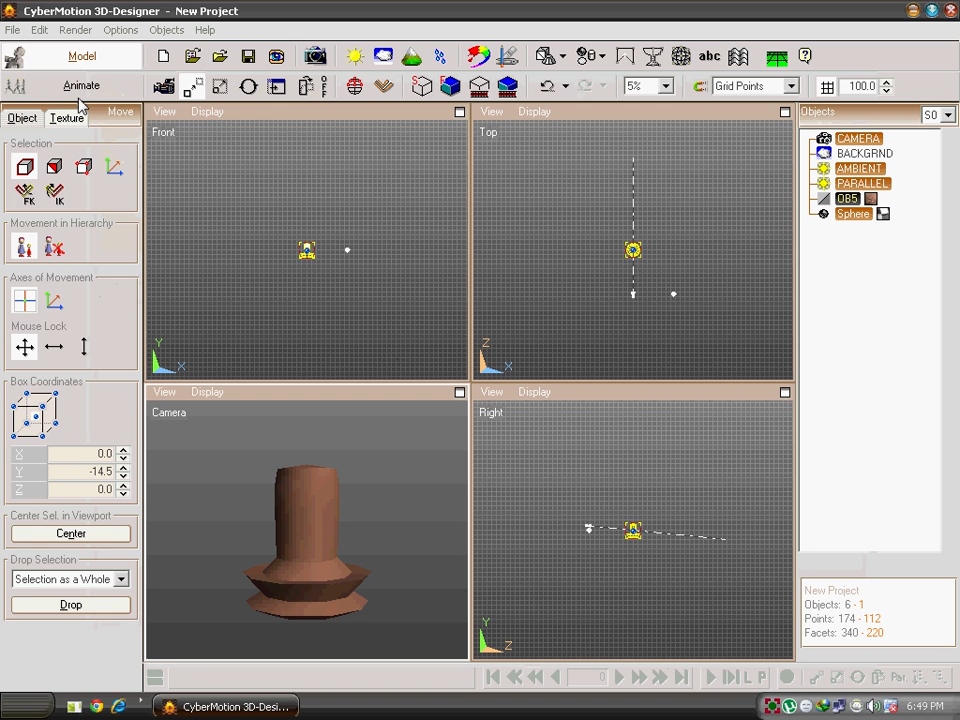 CyberMotion 3D-Designer - New Project
File Edit Render Options Objects Help
Model
abc
Animate
5% Grid Points 100.0
Object Texture Move
View Display
View Display
Objects S0
Front
Top
CAMERA
BACKGRND
AMBIENT
PARALLEL
OB5
Sphere
Selection
FK IK
Movement in Hierarchy
Axes of Movement
Mouse Lock
Y
X
Z
X
Box Coordinates
View Display
View Display
Camera
Right
X 0.0
Y -14.5
Z 0.0
Center Sel. in Viewport
Center
Drop Selection
Selection as a Whole
Drop
New Project
Objects: 6 - 1
Points: 174 - 112
Facets: 340 - 220
Y
Z
0 L P Par
CyberMotion 3D-Desi...
6:49 PM